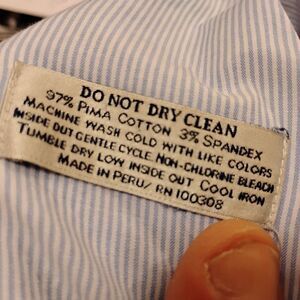 DO NOT DRY CLEAN
97% PIMA COTTON 3% SPANDEX
MACHINE WASH COLD WITH LIKE COLORS
INSIDE OUT GENTLE CYCLE NON-CHLORINE BLEACH
TUMBLE DRY LOW INSIDE OUT COOL IRON
MADE IN PERU/ RN 100308